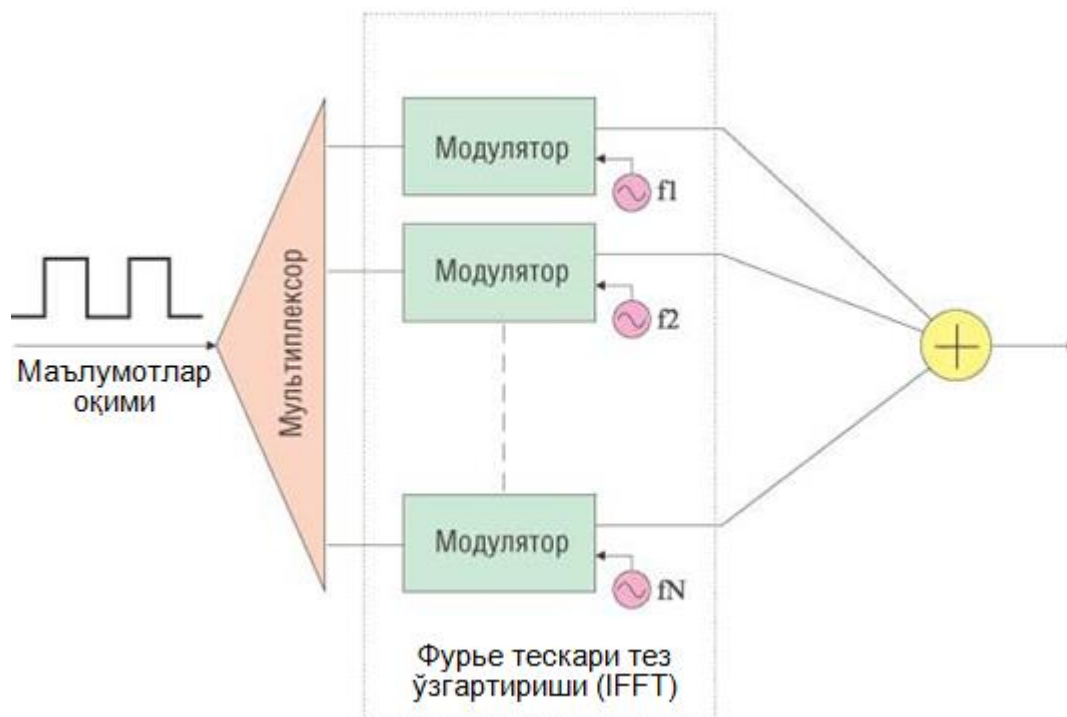 Модулятор
f1
Модулятор
f2
Мультиплексор
Маълумотлар
оқими
Модулятор
fN
Фурье тескари тез
ўзгартириши (IFFT)